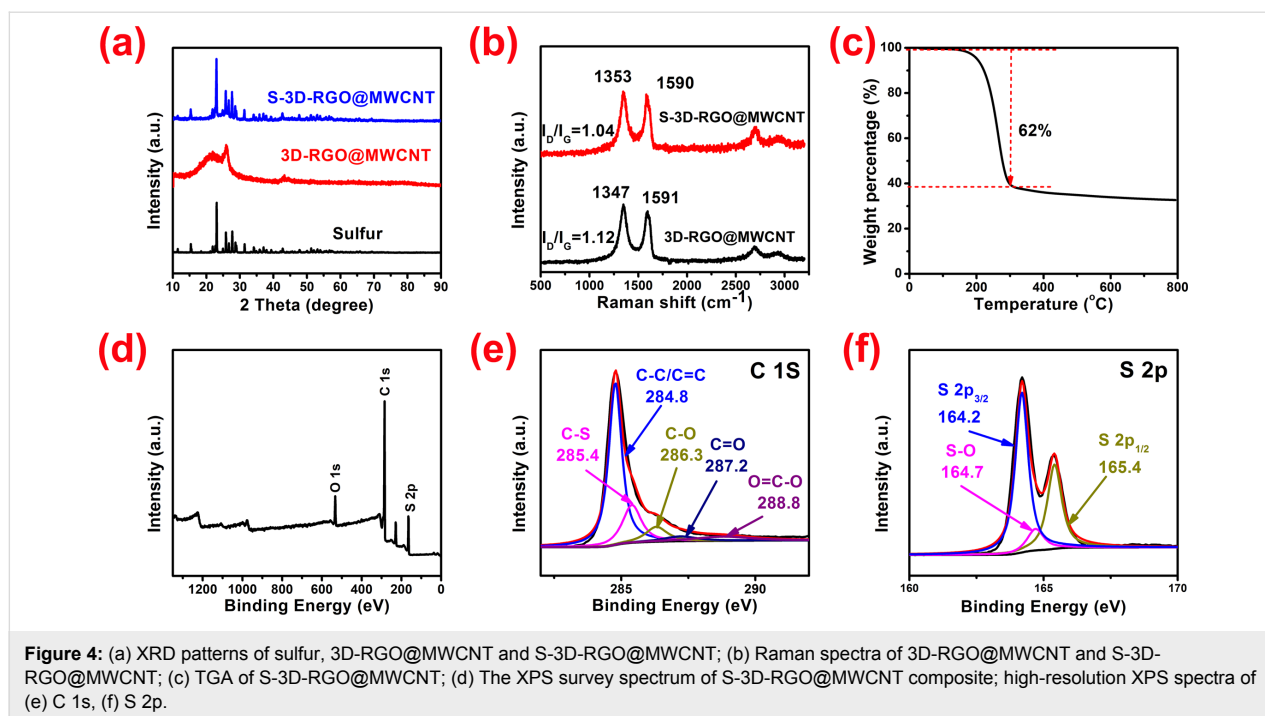 (a)
S-3D-RGO@MWCNT
3D-RGO@MWCNT
Sulfur
Intensity (a.u.)
10 20 30 40 50 60 70 80 90
2 Theta (degree)
(b)
1353 1590
S-3D-RGO@MWCNT
I_D/I_G=1.04
1347 1591
I_D/I_G=1.12
3D-RGO@MWCNT
Intensity (a.u.)
500 1000 1500 2000 2500 3000
Raman shift (cm⁻¹)
(c)
100
80
60
40
20
0
62%
Weight percentage (%)
0 200 400 600 800
Temperature (°C)
(d)
C 1s
O 1s
S 2p
Intensity (a.u.)
1200 1000 800 600 400 200 0
Binding Energy (eV)
(e)
C 1S
C-C/C=C
284.8
C-S
285.4
C-O
286.3
C=O
287.2
O=C-O
288.8
Intensity (a.u.)
285 290
Binding Energy (eV)
(f)
S 2p
S 2p3/2
164.2
S-O
164.7
S 2p1/2
165.4
Intensity (a.u.)
160 165 170
Binding Energy (eV)
Figure 4: (a) XRD patterns of sulfur, 3D-RGO@MWCNT and S-3D-RGO@MWCNT; (b) Raman spectra of 3D-RGO@MWCNT and S-3D-
RGO@MWCNT; (c) TGA of S-3D-RGO@MWCNT; (d) The XPS survey spectrum of S-3D-RGO@MWCNT composite; high-resolution XPS spectra of
(e) C 1s, (f) S 2p.